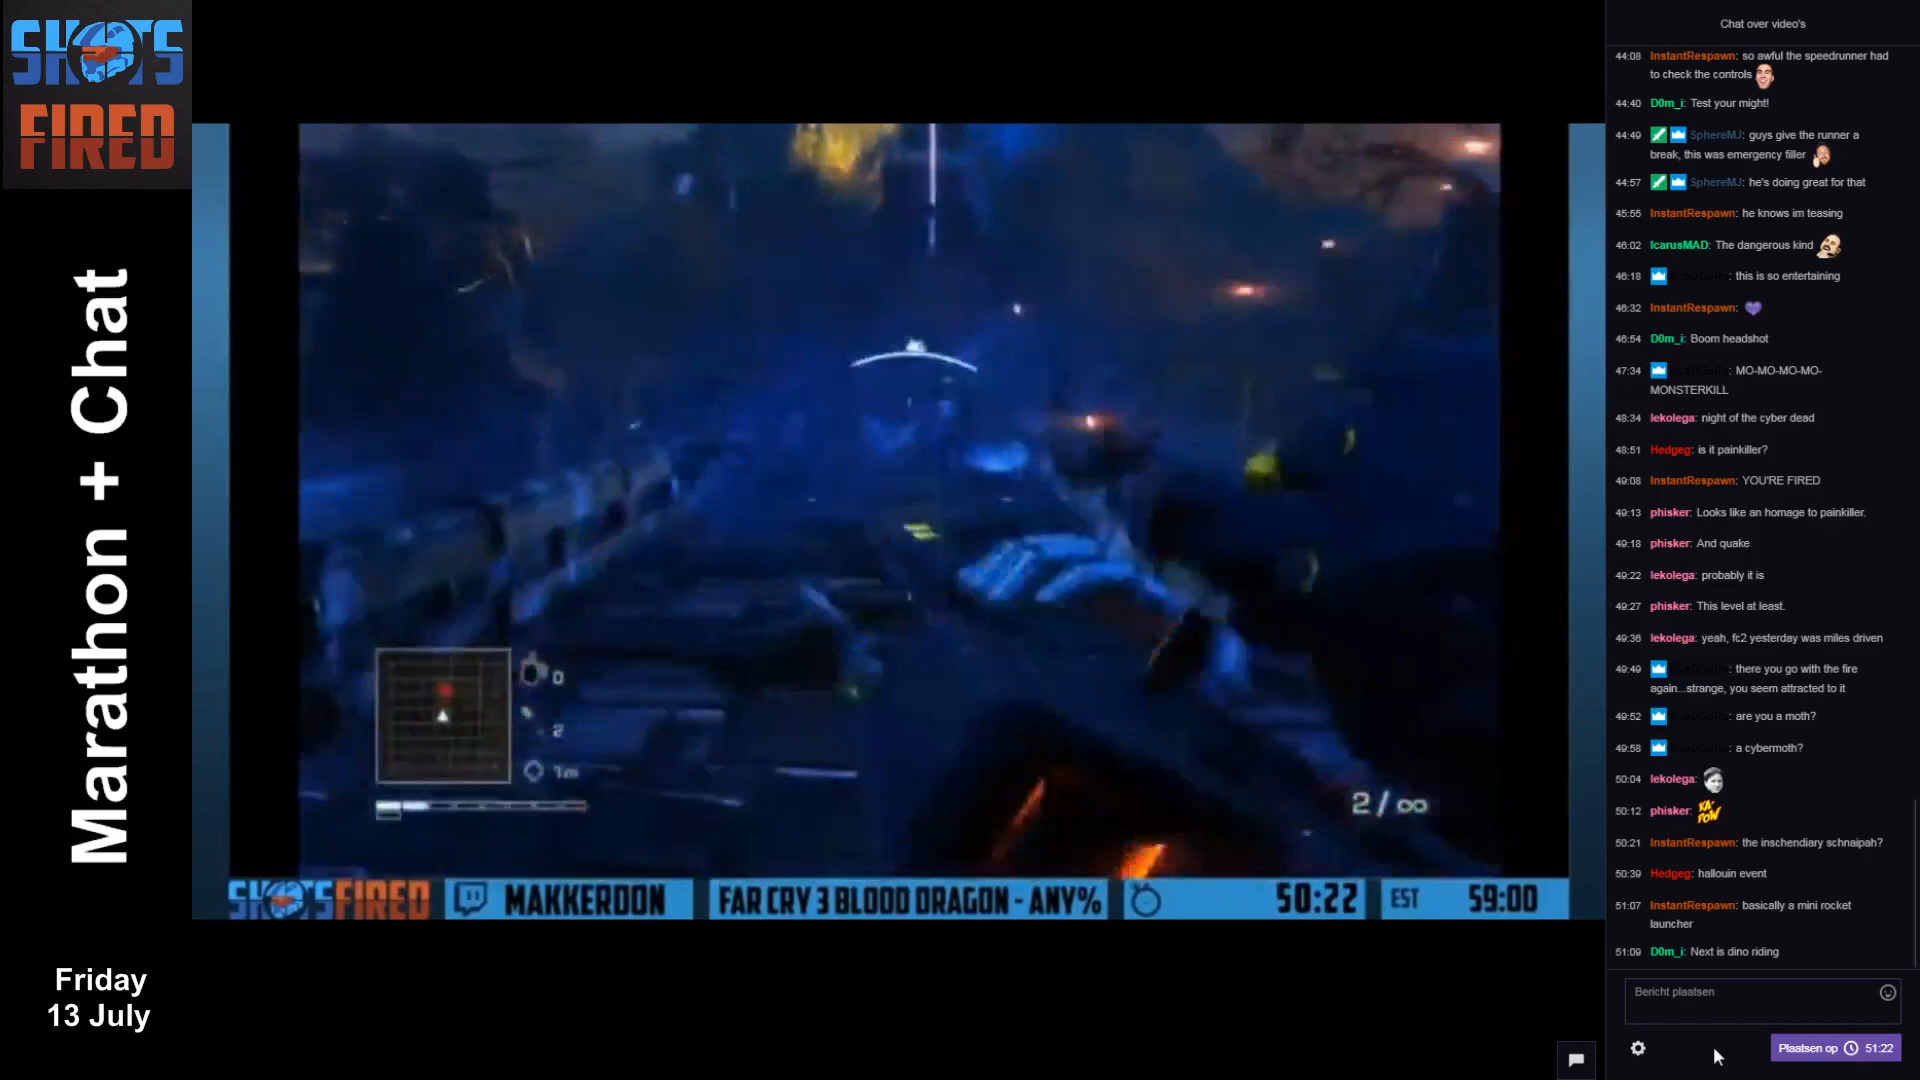 SHOTS
FIRED
Marathon + Chat
Friday
13 July
0
2
1m
2 / ∞
SHOTSFIRED
MAKKERDON
FAR CRY 3 BLOOD DRAGON - ANY%
50:22
EST
59:00
Chat over video's
44:08 InstantRespawn: so awful the speedrunner had
to check the controls
44:40 D0m_i: Test your might!
44:49 SphereMJ: guys give the runner a
break, this was emergency filler
44:57 SphereMJ: he's doing great for that
45:55 InstantRespawn: he knows im teasing
46:02 IcarusMAD: The dangerous kind
46:18 : this is so entertaining
46:32 InstantRespawn:
46:54 D0m_i: Boom headshot
47:34 : MO-MO-MO-MO-
MONSTERKILL
48:34 lekolega: night of the cyber dead
48:51 Hedgeg: is it painkiller?
49:08 InstantRespawn: YOU'RE FIRED
49:13 phisker: Looks like an homage to painkiller.
49:18 phisker: And quake
49:22 lekolega: probably it is
49:27 phisker: This level at least.
49:36 lekolega: yeah, fc2 yesterday was miles driven
49:49 : there you go with the fire
again...strange, you seem attracted to it
49:52 : are you a moth?
49:58 : a cybermoth?
50:04 lekolega:
50:12 phisker: KA-POW
50:21 InstantRespawn: the inschendiary schnaipah?
50:39 Hedgeg: hallouin event
51:07 InstantRespawn: basically a mini rocket
launcher
51:09 D0m_i: Next is dino riding
Bericht plaatsen
Plaatsen op 51:22